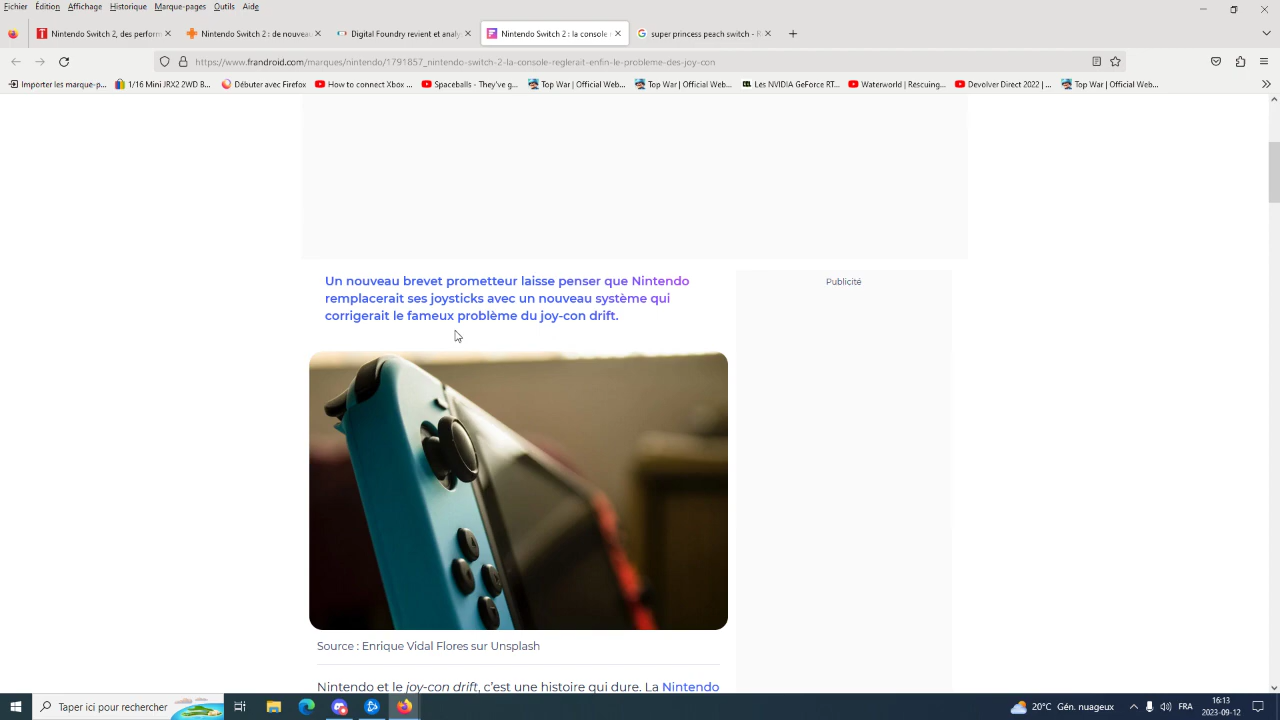 Fichier Édition Affichage Historique Marque-pages Outils Aide
Nintendo Switch 2, des perform
Nintendo Switch 2 : de nouveau
Digital Foundry revient et analy
Nintendo Switch 2 : la console
super princess peach switch - R
https://www.frandroid.com/marques/nintendo/1791857_nintendo-switch-2-la-console-reglerait-enfin-le-probleme-des-joy-con
Importer les marque-p...
1/16 Mini JRX2 2WD B...
Débuter avec Firefox
How to connect Xbox ...
Spaceballs - They've g...
Top War | Official Web...
Top War | Official Web...
Les NVIDIA GeForce RT...
Waterworld | Rescuing...
Devolver Direct 2022 | ...
Top War | Official Web...
Un nouveau brevet prometteur laisse penser que Nintendo
remplacerait ses joysticks avec un nouveau système qui
corrigerait le fameux problème du joy-con drift.
Publicité
Source : Enrique Vidal Flores sur Unsplash
Nintendo et le joy-con drift, c'est une histoire qui dure. La Nintendo
Taper ici pour rechercher
20°C Gén. nuageux
FRA
16:13
2023-09-12